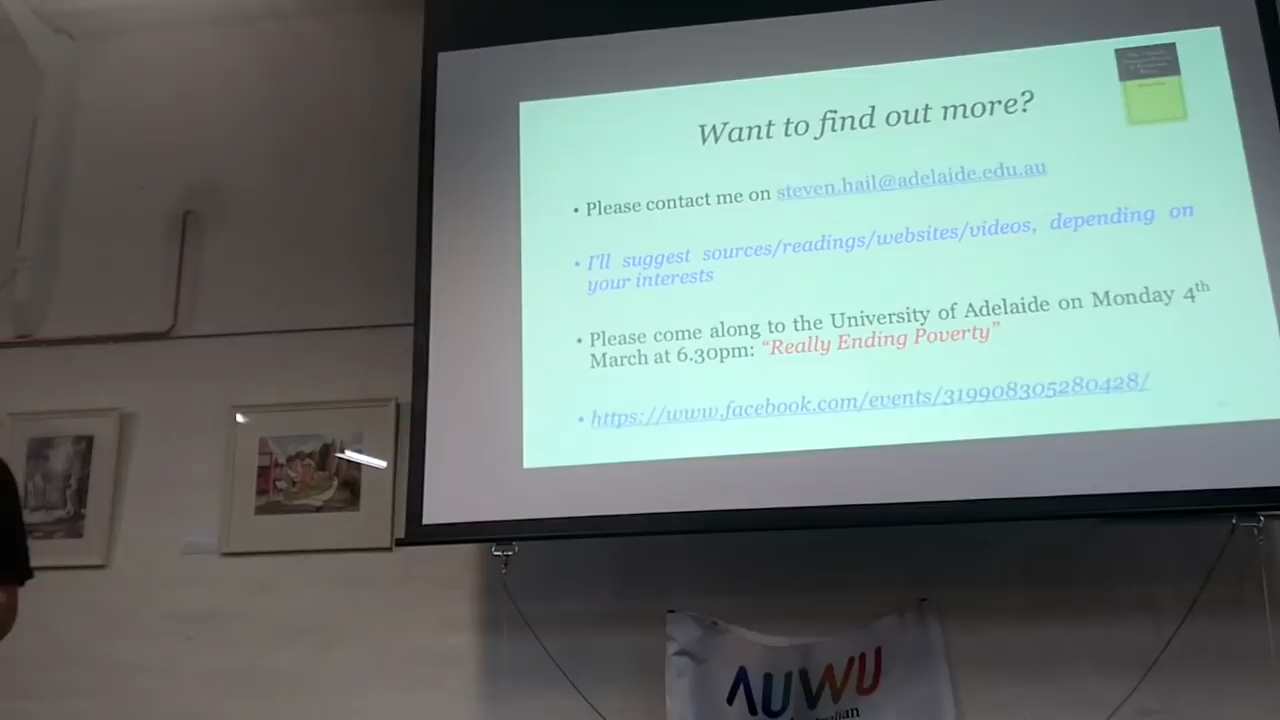 Want to find out more?
• Please contact me on steven.hail@adelaide.edu.au
• I'll suggest sources/readings/websites/videos, depending on
your interests
• Please come along to the University of Adelaide on Monday 4th
March at 6.30pm: "Really Ending Poverty"
• https://www.facebook.com/events/319908305280428/
AUWU